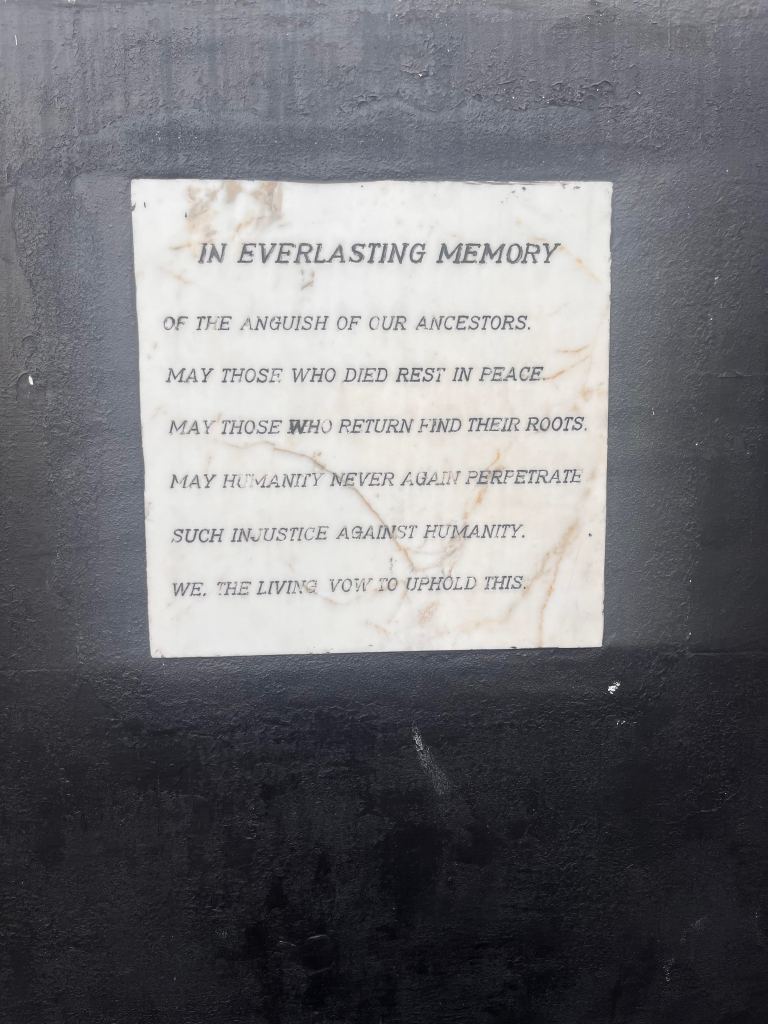 IN EVERLASTING MEMORY
OF THE ANGUISH OF OUR ANCESTORS.
MAY THOSE WHO DIED REST IN PEACE.
MAY THOSE WHO RETURN FIND THEIR ROOTS.
MAY HUMANITY NEVER AGAIN PERPETRATE
SUCH INJUSTICE AGAINST HUMANITY.
WE, THE LIVING VOW TO UPHOLD THIS.